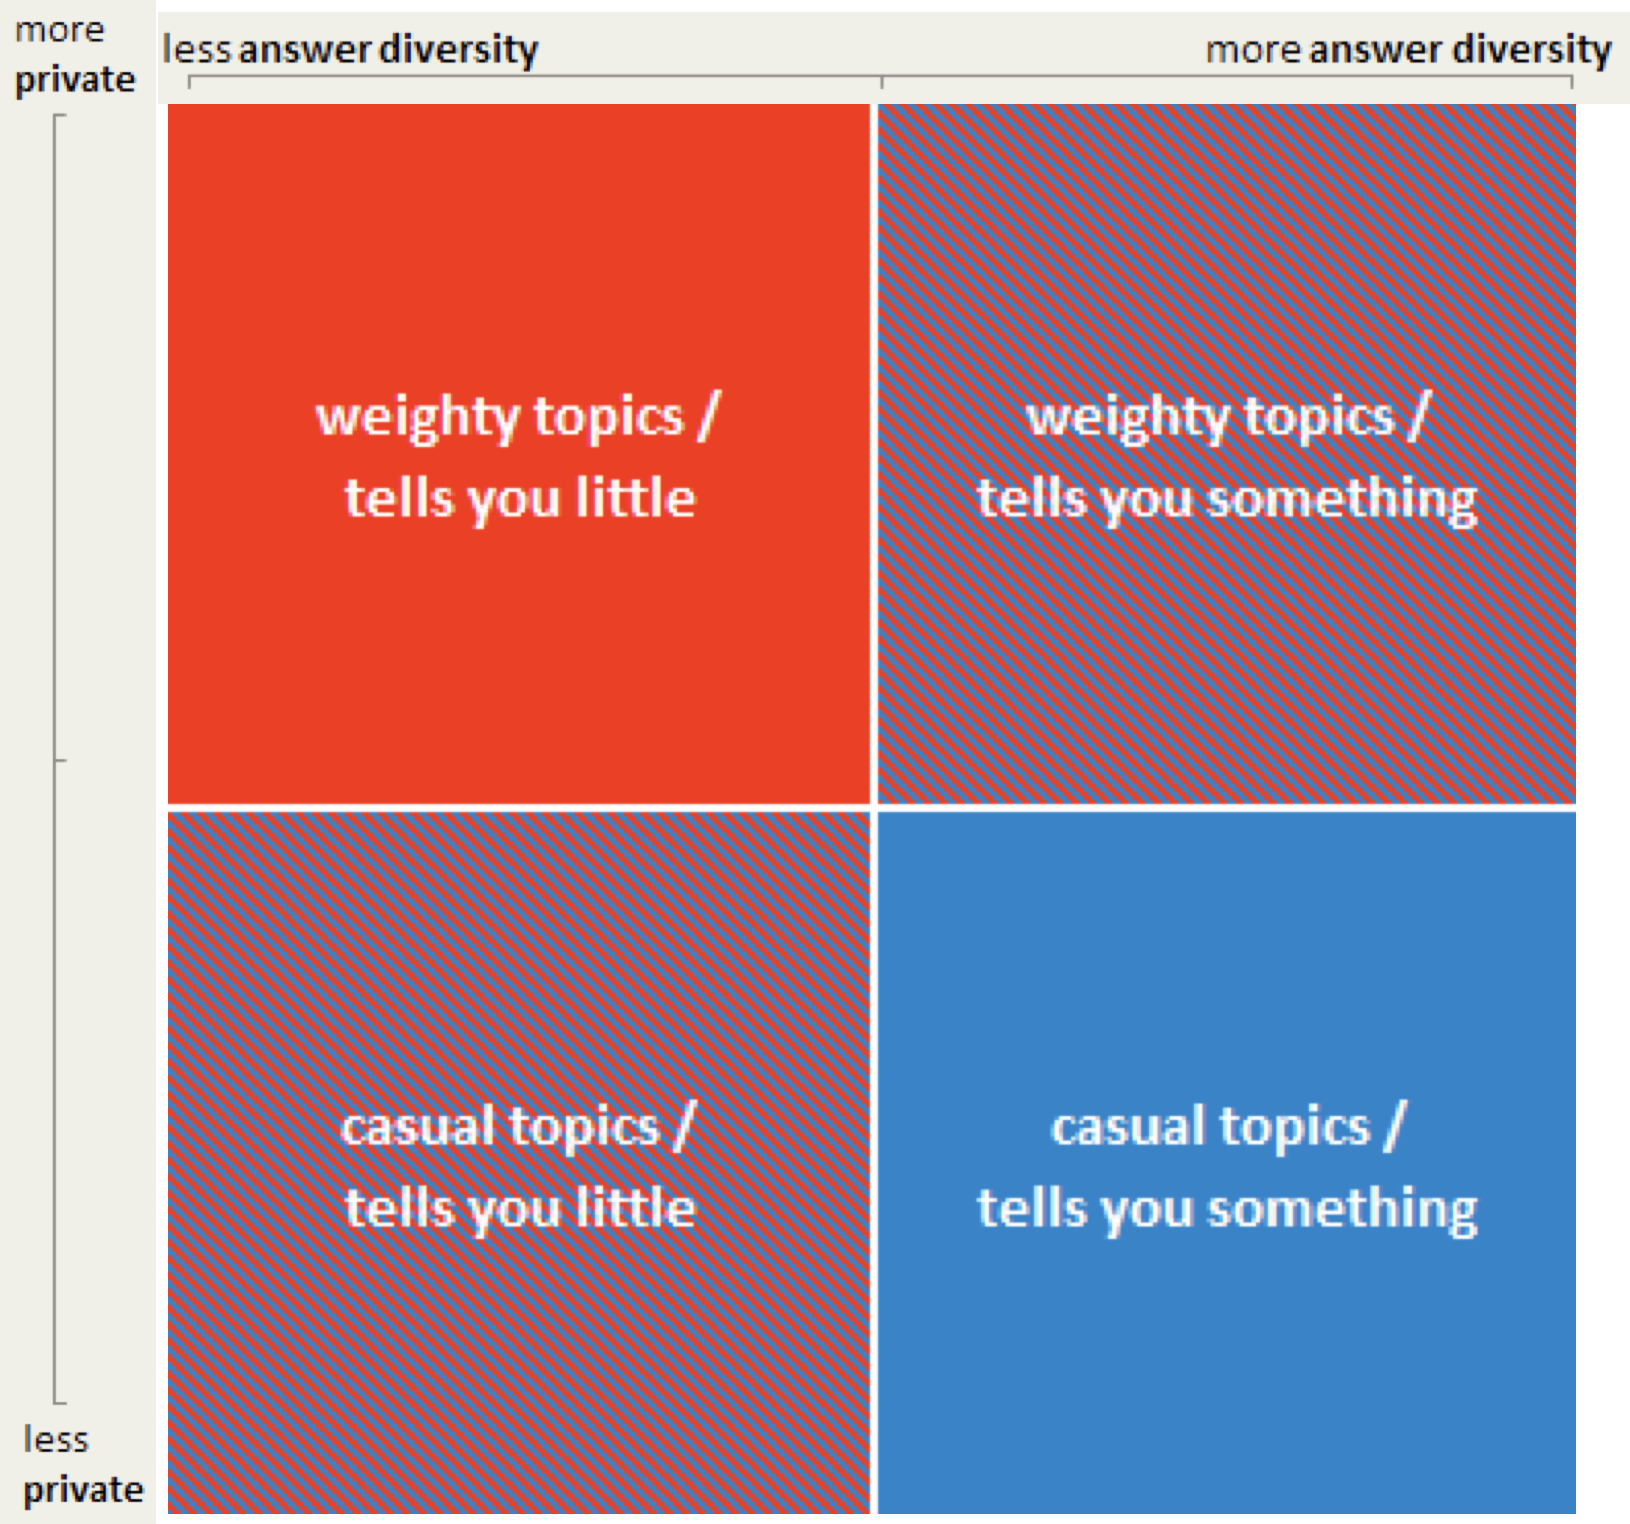 more
private
less answer diversity
more answer diversity
weighty topics /
tells you little
weighty topics /
tells you something
casual topics /
tells you little
casual topics /
tells you something
less
private